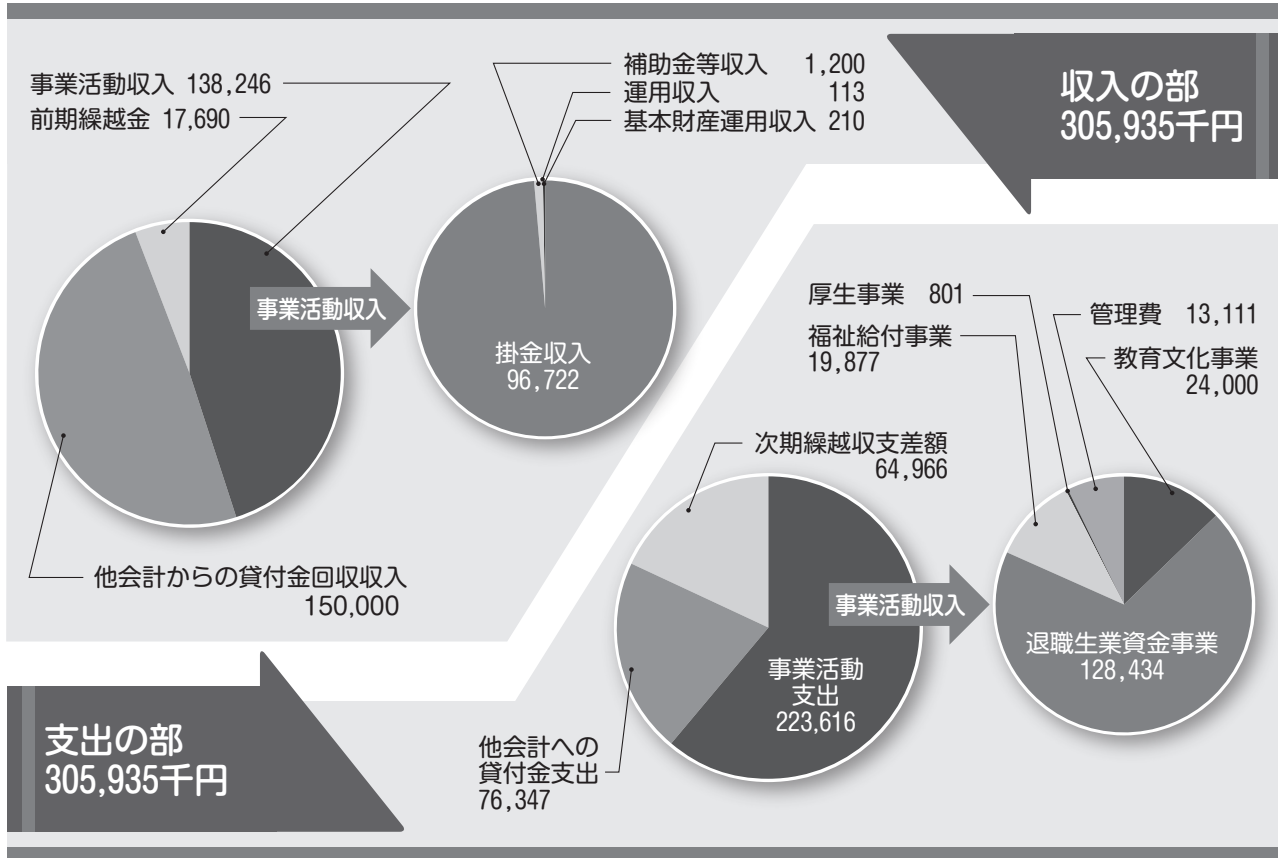 収入の部
305,935千円
事業活動収入 138,246
前期繰越金 17,690
他会計からの貸付金回収収入
150,000
事業活動収入
補助金等収入 1,200
運用収入 113
基本財産運用収入 210
掛金収入
96,722
支出の部
305,935千円
次期繰越収支差額
64,966
他会計への
貸付金支出
76,347
事業活動
支出
223,616
事業活動収入
厚生事業 801
福祉給付事業
19,877
管理費 13,111
教育文化事業
24,000
退職生業資金事業
128,434